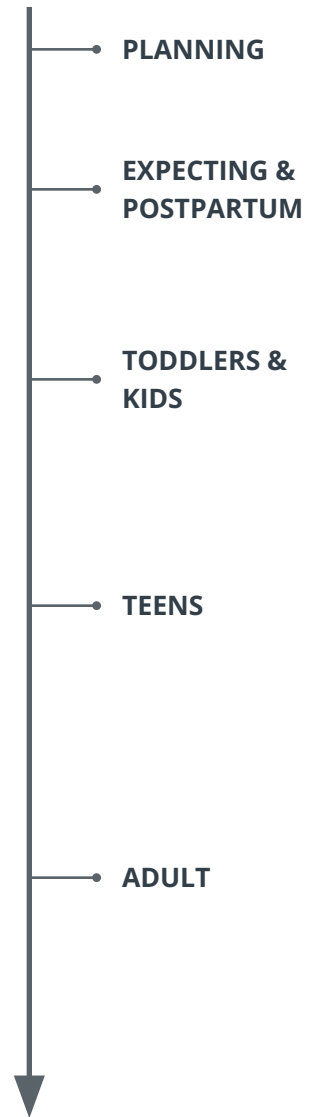 PLANNING
EXPECTING &
POSTPARTUM
TODDLERS &
KIDS
TEENS
ADULT